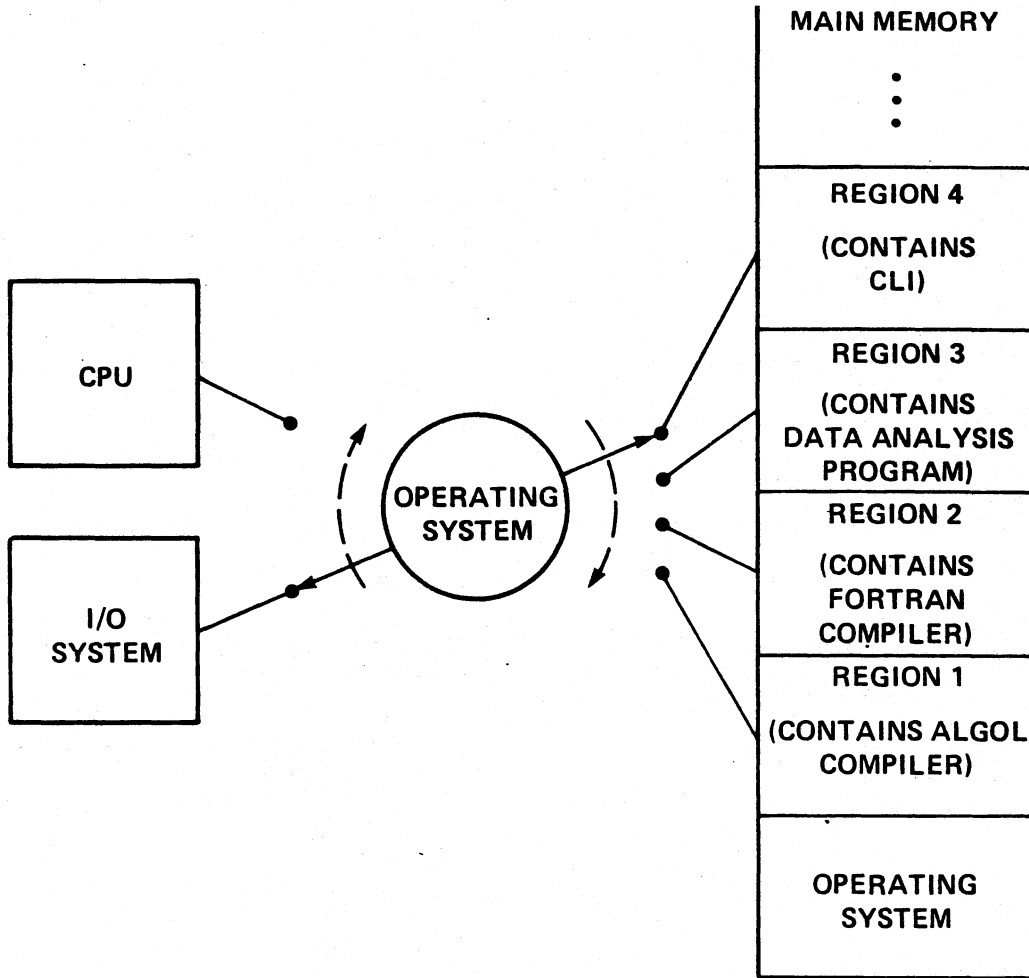 MAIN MEMORY
REGION 4
(CONTAINS
CLI)
REGION 3
(CONTAINS
DATA ANALYSIS
PROGRAM)
REGION 2
(CONTAINS
FORTRAN
COMPILER)
REGION 1
(CONTAINS ALGOL
COMPILER)
OPERATING
SYSTEM
CPU
I/O
SYSTEM
OPERATING
SYSTEM